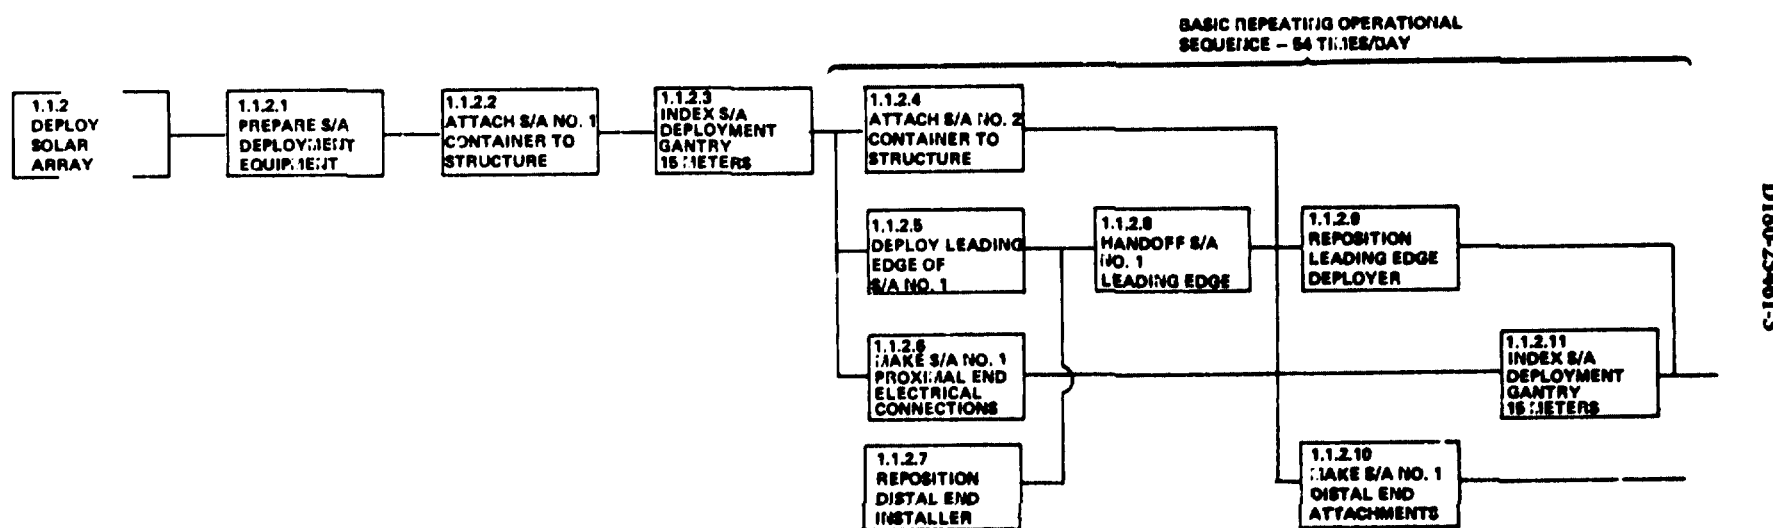 BASIC REPEATING OPERATIONAL
SEQUENCE – 64 TIMES/DAY
1.1.2
DEPLOY
SOLAR
ARRAY
1.1.2.1
PREPARE S/A
DEPLOYMENT
EQUIPMENT
1.1.2.2
ATTACH S/A NO. 1
CONTAINER TO
STRUCTURE
1.1.2.3
INDEX S/A
DEPLOYMENT
GANTRY
15 METERS
1.1.2.4
ATTACH S/A NO. 2
CONTAINER TO
STRUCTURE
1.1.2.5
DEPLOY LEADING
EDGE OF
S/A NO. 1
1.1.2.8
HANDOFF S/A
NO. 1
LEADING EDGE
1.1.2.9
REPOSITION
LEADING EDGE
DEPLOYER
1.1.2.6
MAKE S/A NO. 1
PROXIMAL END
ELECTRICAL
CONNECTIONS
1.1.2.11
INDEX S/A
DEPLOYMENT
GANTRY
15 METERS
1.1.2.7
REPOSITION
DISTAL END
INSTALLER
1.1.2.10
MAKE S/A NO. 1
DISTAL END
ATTACHMENTS